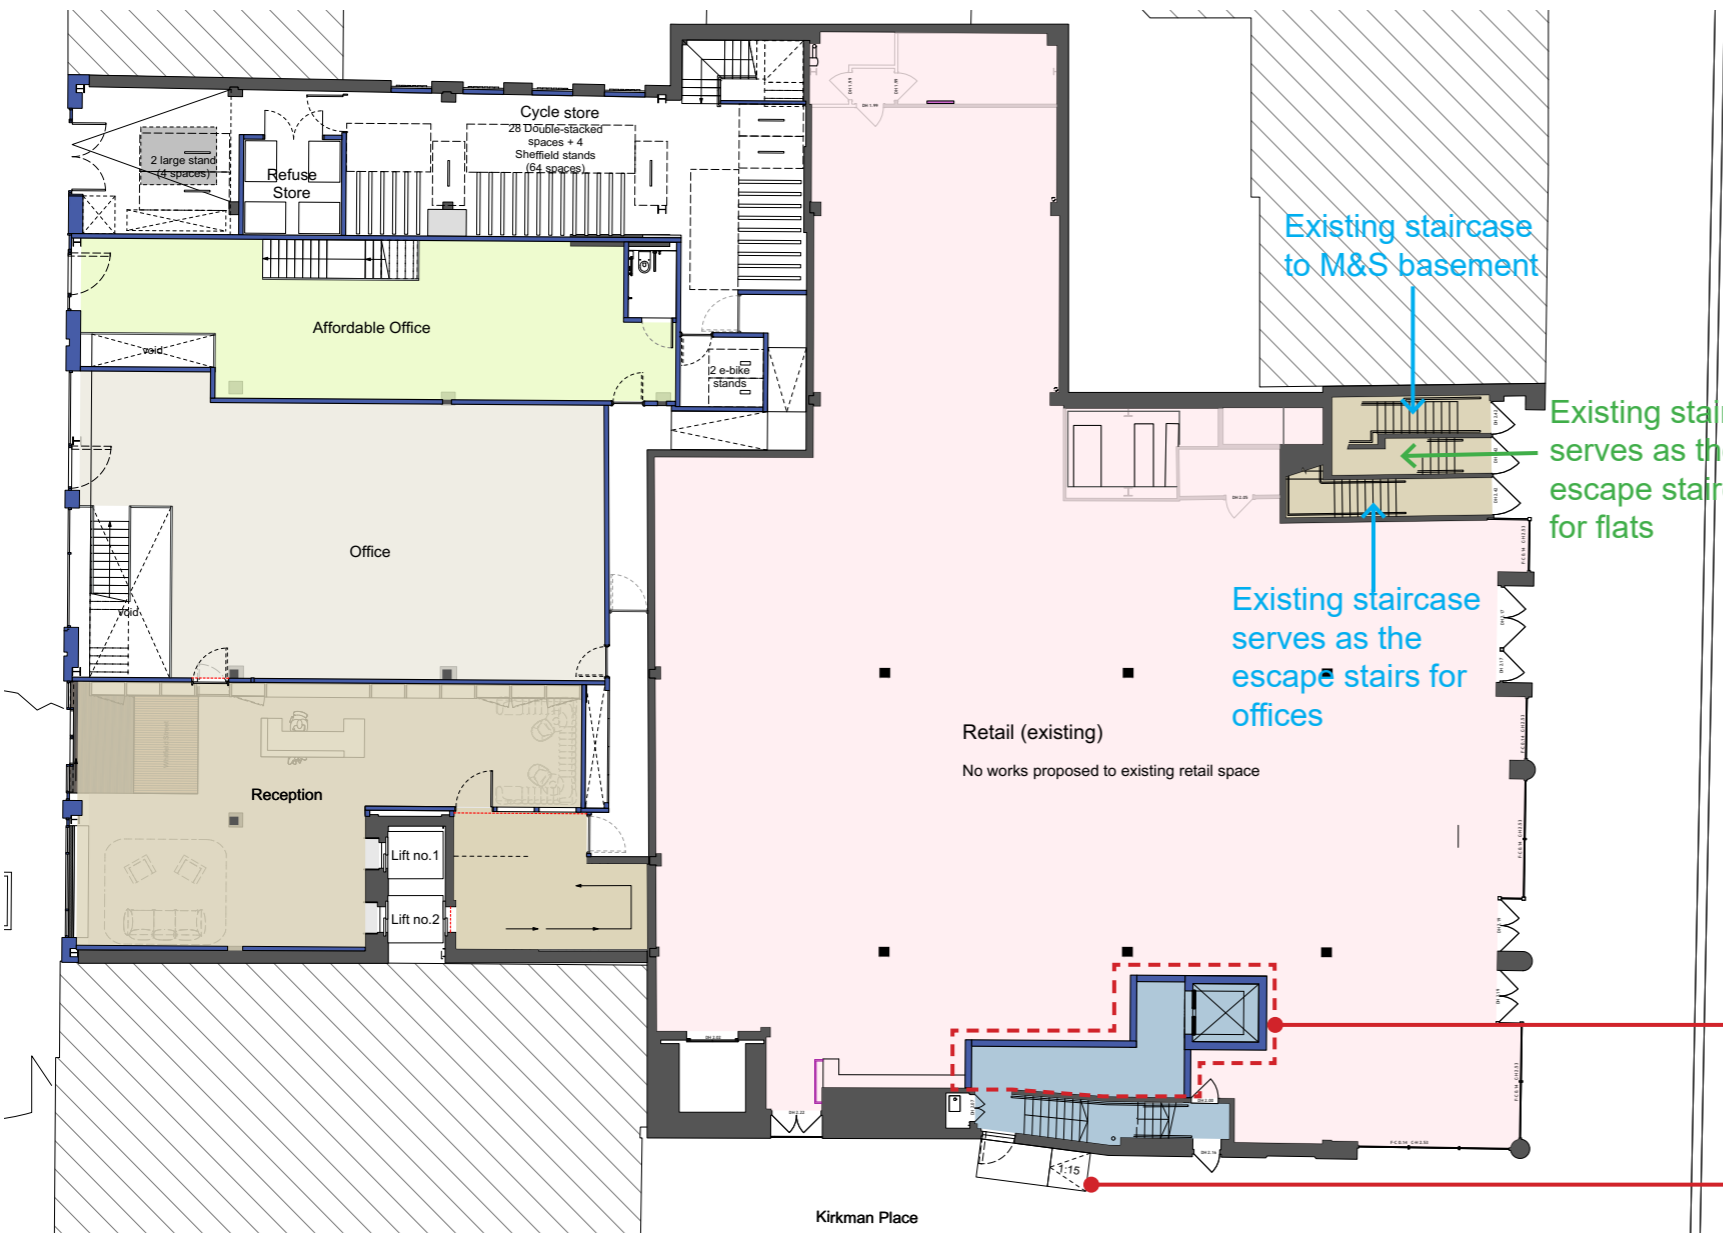 Cycle store
28 Double-stacked
spaces + 4
Sheffield stands
(64 spaces)
2 large stand
(4 spaces)
Refuse
Store
Existing staircase
to M&S basement
Affordable Office
void
2 e-bike
stands
Existing stair
serves as the
escape stair
for flats
Office
void
Existing staircase
serves as the
escape stairs for
offices
Retail (existing)
No works proposed to existing retail space
Reception
Lift no.1
Lift no.2
1:15
Kirkman Place